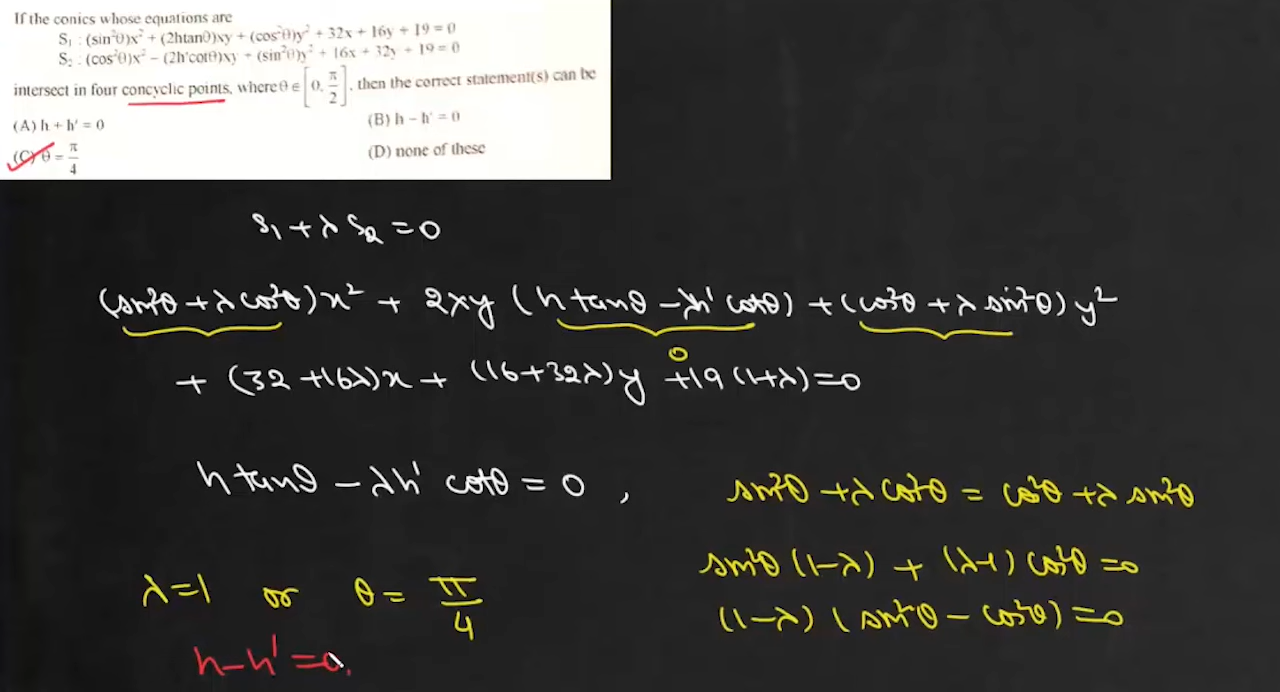 If the conics whose equations are
S₁ : (sin²θ)x² + (2htanθ)xy + (cos²θ)y² + 32x + 16y + 19 = 0
S₂ : (cos²θ)x² − (2h'cotθ)xy + (sin²θ)y² + 16x + 32y + 19 = 0
intersect in four concyclic points, where θ ∈ [0, π/2], then the correct statement(s) can be
(A) h + h' = 0 (B) h − h' = 0
(C) θ = π/4 (D) none of these
S₁ + λ S₂ = 0
(sin²θ + λ cos²θ) x² + 2xy (h tanθ − λh' cotθ) + (cos²θ + λ sin²θ) y²
+ (32 + 16λ)x + (16 + 32λ)y + 19 (1+λ) = 0
0
h tanθ − λh' cotθ = 0 , sin²θ + λ cos²θ = cos²θ + λ sin²θ
sin²θ (1−λ) + (λ−1) cos²θ = 0
λ = 1 or θ = π/4
(1−λ) (sin²θ − cos²θ) = 0
h − h' = 0.